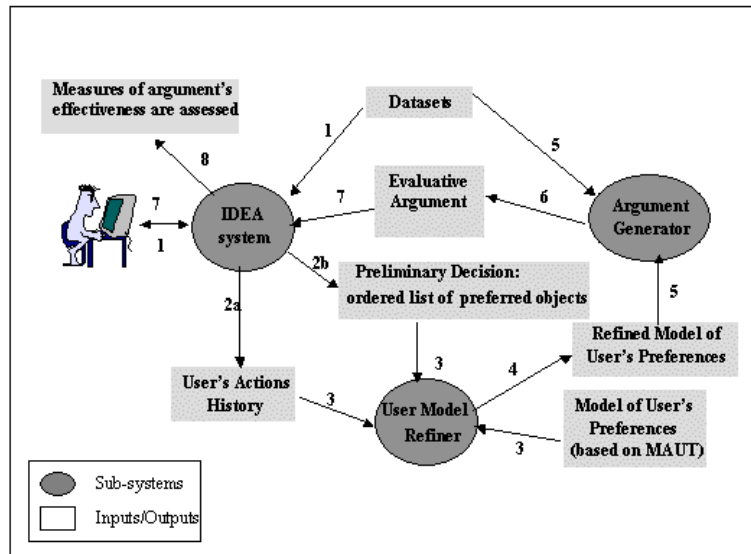 Measures of argument's
effectiveness are assessed
Datasets
1
5
8
7
1
IDEA
system
7
Evaluative
Argument
6
Argument
Generator
2b
Preliminary Decision:
ordered list of preferred objects
2a
5
Refined Model of
User's Preferences
3
4
User's Actions
History
3
User Model
Refiner
Model of User's
Preferences
(based on MAUT)
3
Sub-systems
Inputs/Outputs